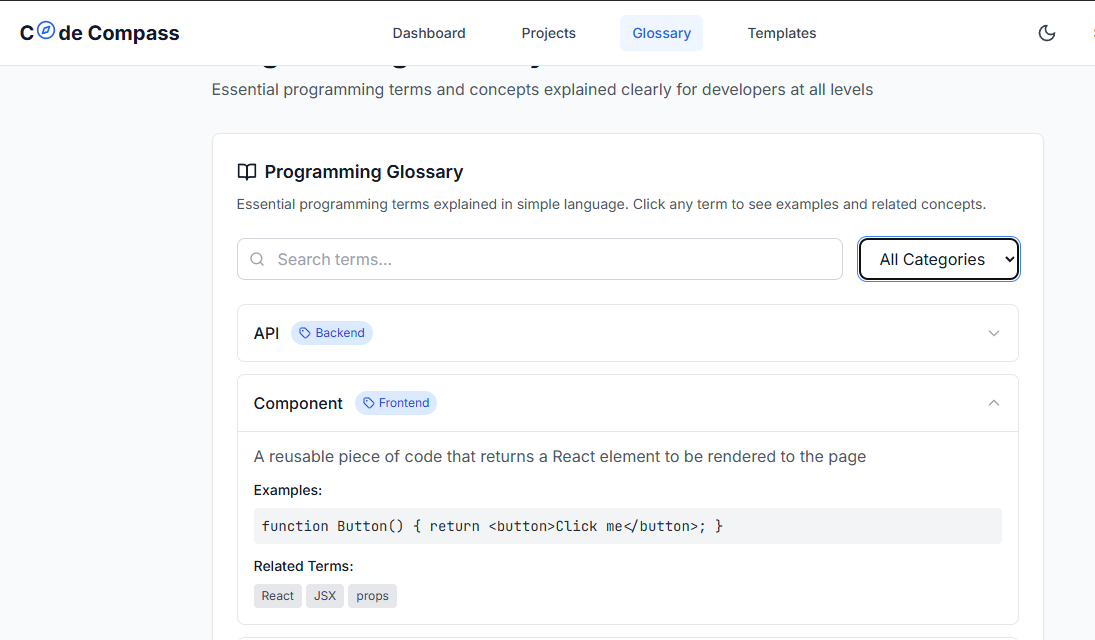 C de Compass
Dashboard
Projects
Glossary
Templates
Essential programming terms and concepts explained clearly for developers at all levels
Programming Glossary
Essential programming terms explained in simple language. Click any term to see examples and related concepts.
Search terms...
All Categories
API
Backend
Component
Frontend
A reusable piece of code that returns a React element to be rendered to the page
Examples:
function Button() { return <button>Click me</button>; }
Related Terms:
React
JSX
props